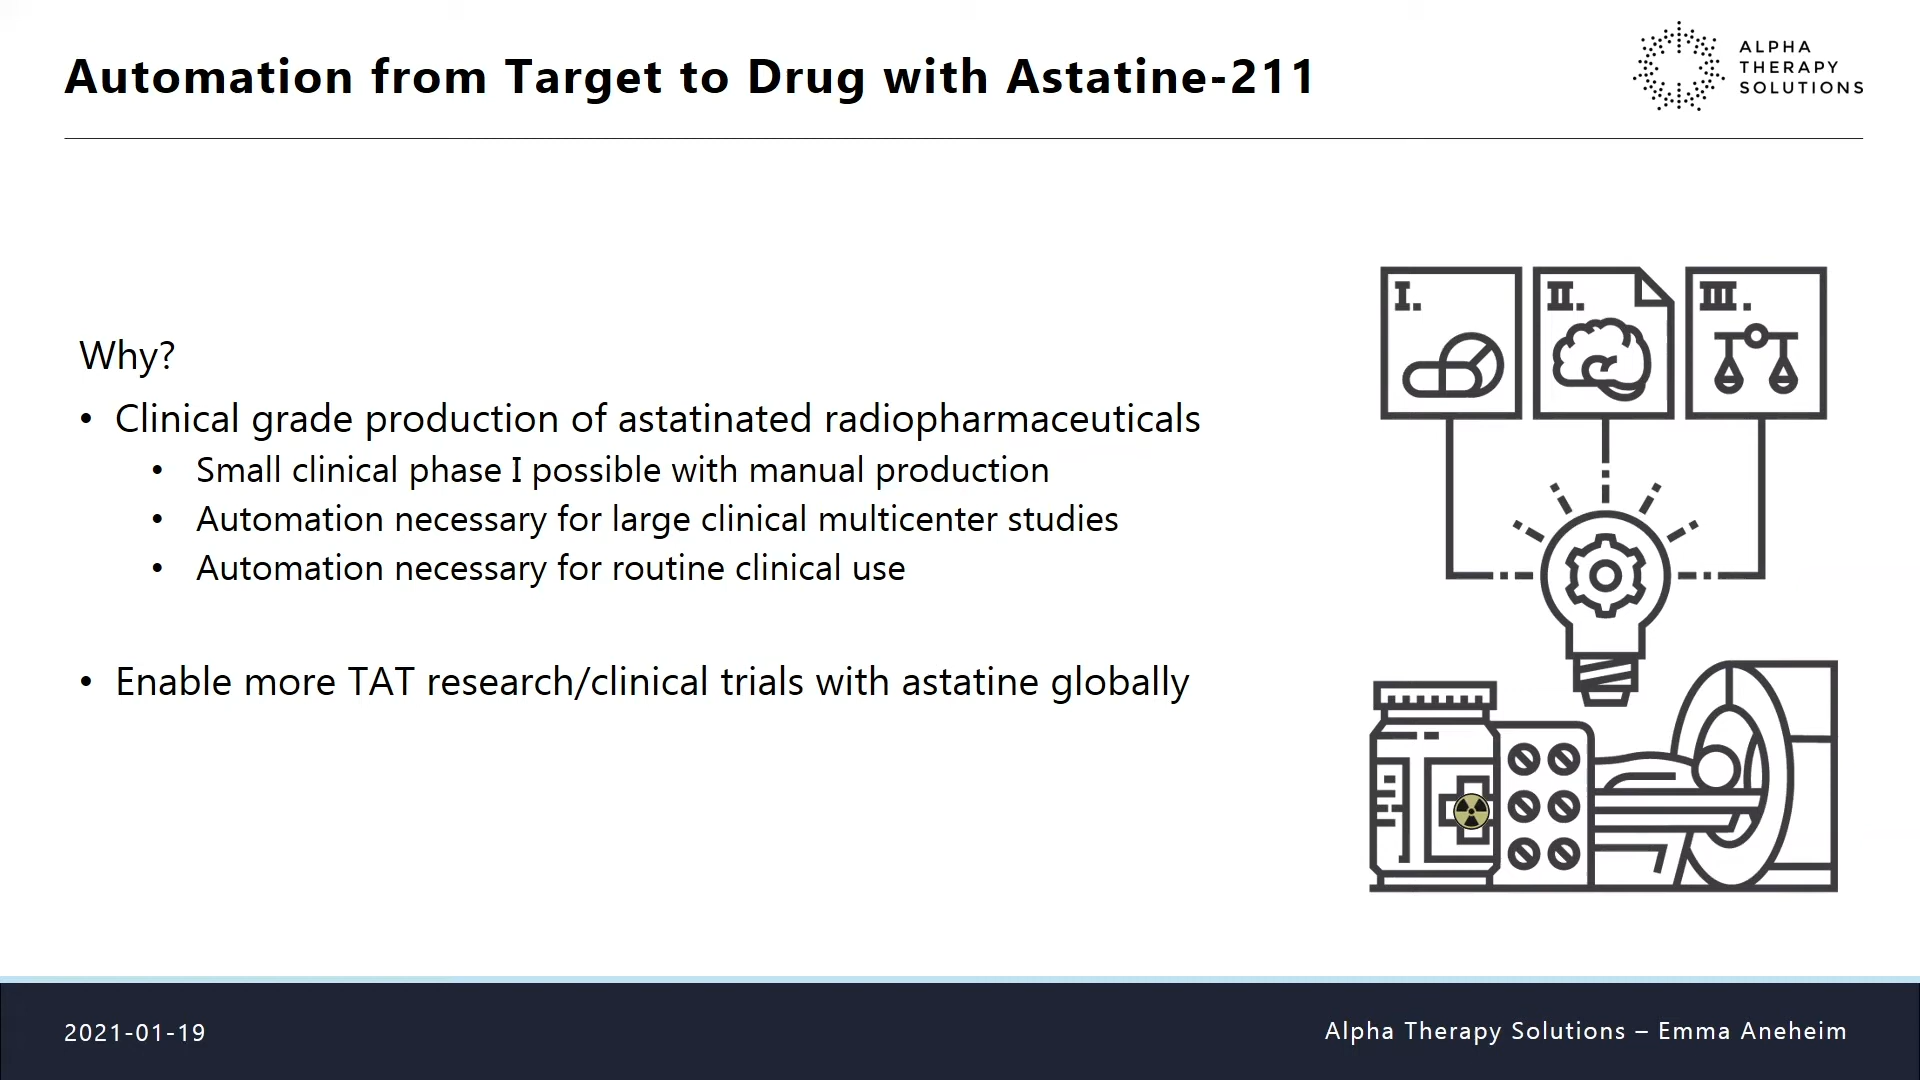 Automation from Target to Drug with Astatine-211
ALPHA
THERAPY
SOLUTIONS
Why?
• Clinical grade production of astatinated radiopharmaceuticals
• Small clinical phase I possible with manual production
• Automation necessary for large clinical multicenter studies
• Automation necessary for routine clinical use
• Enable more TAT research/clinical trials with astatine globally
I.
II.
III.
2021-01-19
Alpha Therapy Solutions – Emma Aneheim